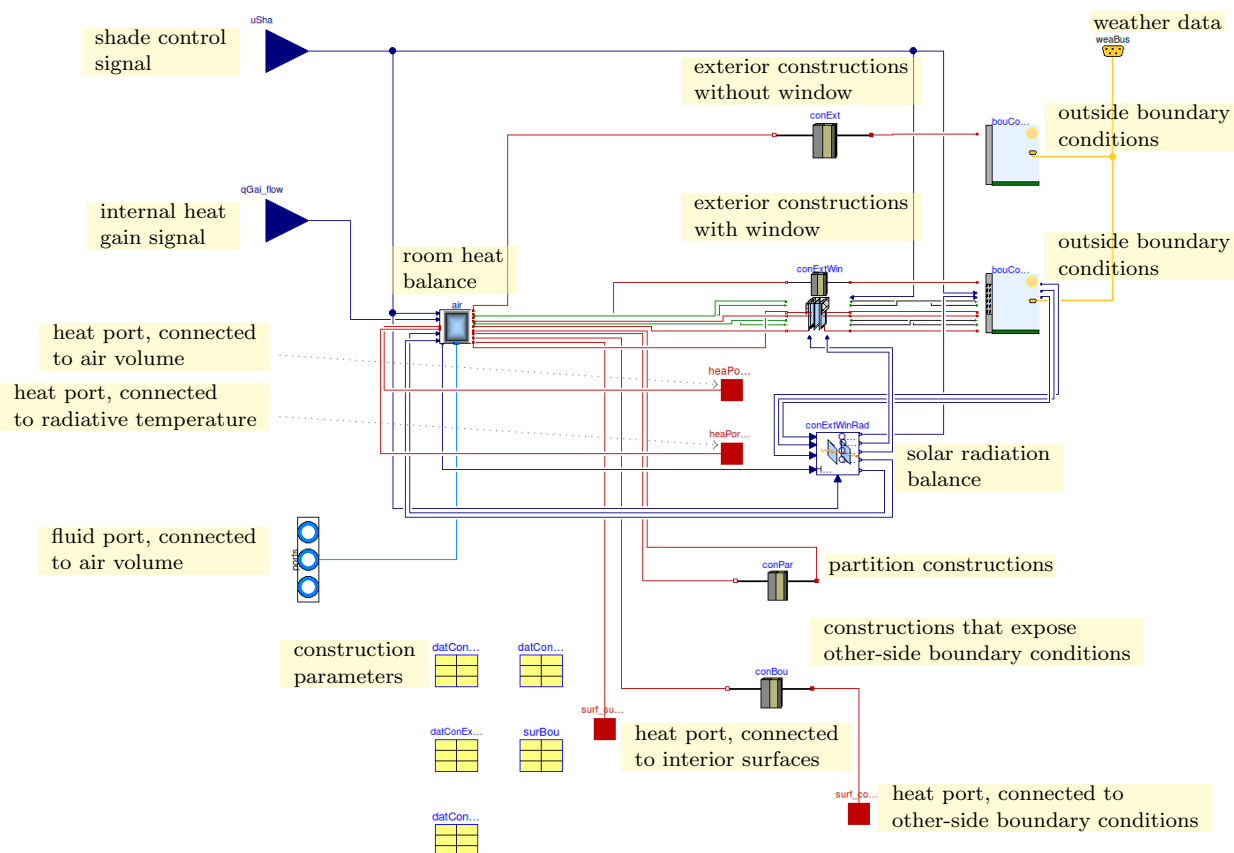 uSha
shade control
signal
weather data
weaBus
exterior constructions
without window
conExt
bouCo...
outside boundary
conditions
qGai_flow
internal heat
gain signal
exterior constructions
with window
room heat
balance
outside boundary
conditions
conExtWin
bouCo...
air
heat port, connected
to air volume
heaPo...
heat port, connected
to radiative temperature
heaPor...
conExtWinRad
H...
solar radiation
balance
fluid port, connected
to air volume
ports
conPar
partition constructions
constructions that expose
other-side boundary conditions
construction
parameters
datCon...
datCon...
conBou
surf_su...
heat port, connected
to interior surfaces
datConEx...
surBou
surf_co...
heat port, connected to
other-side boundary conditions
datCon...